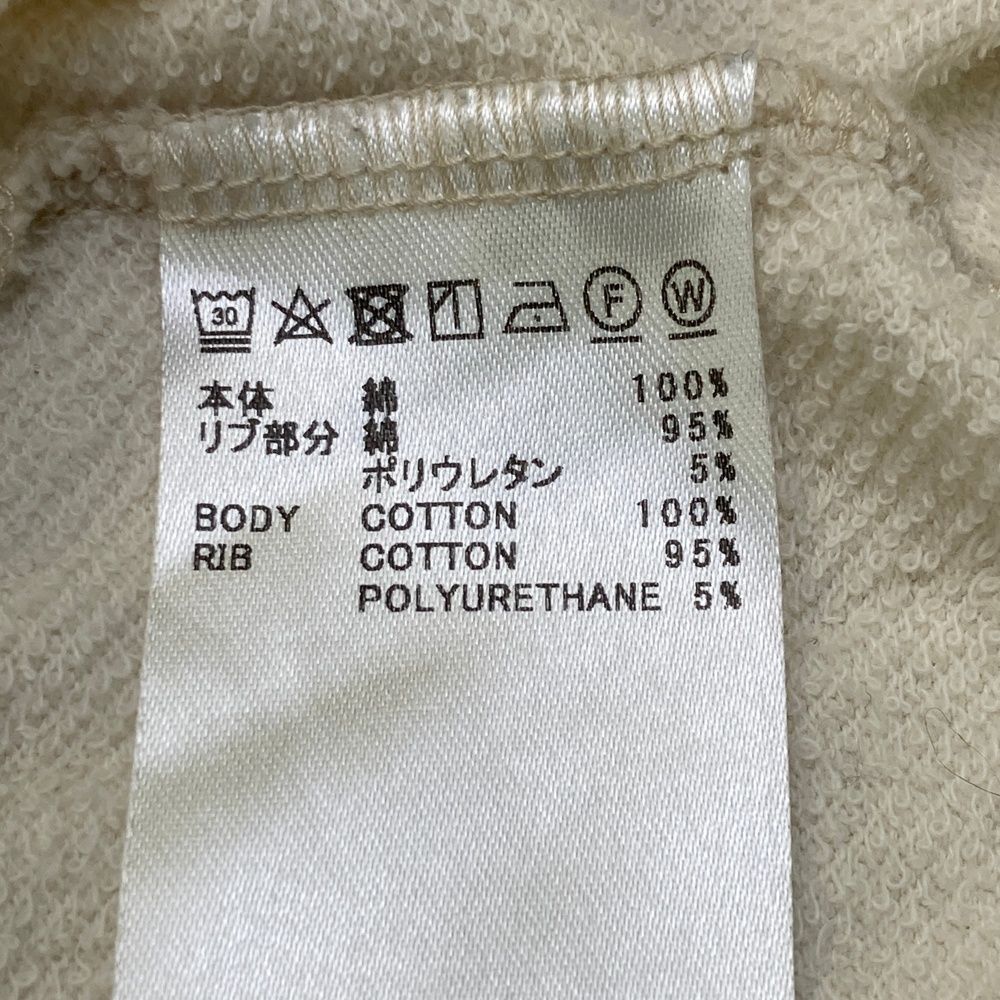 30 F W
本体 綿 100%
リブ部分 綿 95%
ポリウレタン 5%
BODY COTTON 100%
RIB COTTON 95%
POLYURETHANE 5%